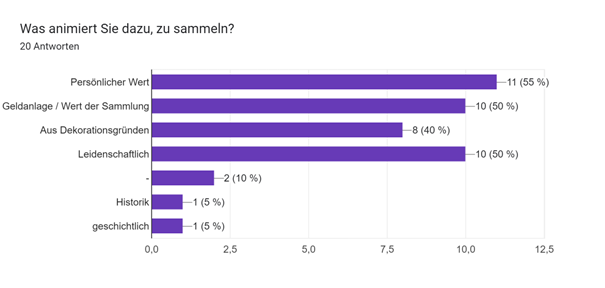 Was animiert Sie dazu, zu sammeln?
20 Antworten
Persönlicher Wert 11 (55 %)
Geldanlage / Wert der Sammlung 10 (50 %)
Aus Dekorationsgründen 8 (40 %)
Leidenschaftlich 10 (50 %)
- 2 (10 %)
Historik 1 (5 %)
geschichtlich 1 (5 %)
0,0 2,5 5,0 7,5 10,0 12,5